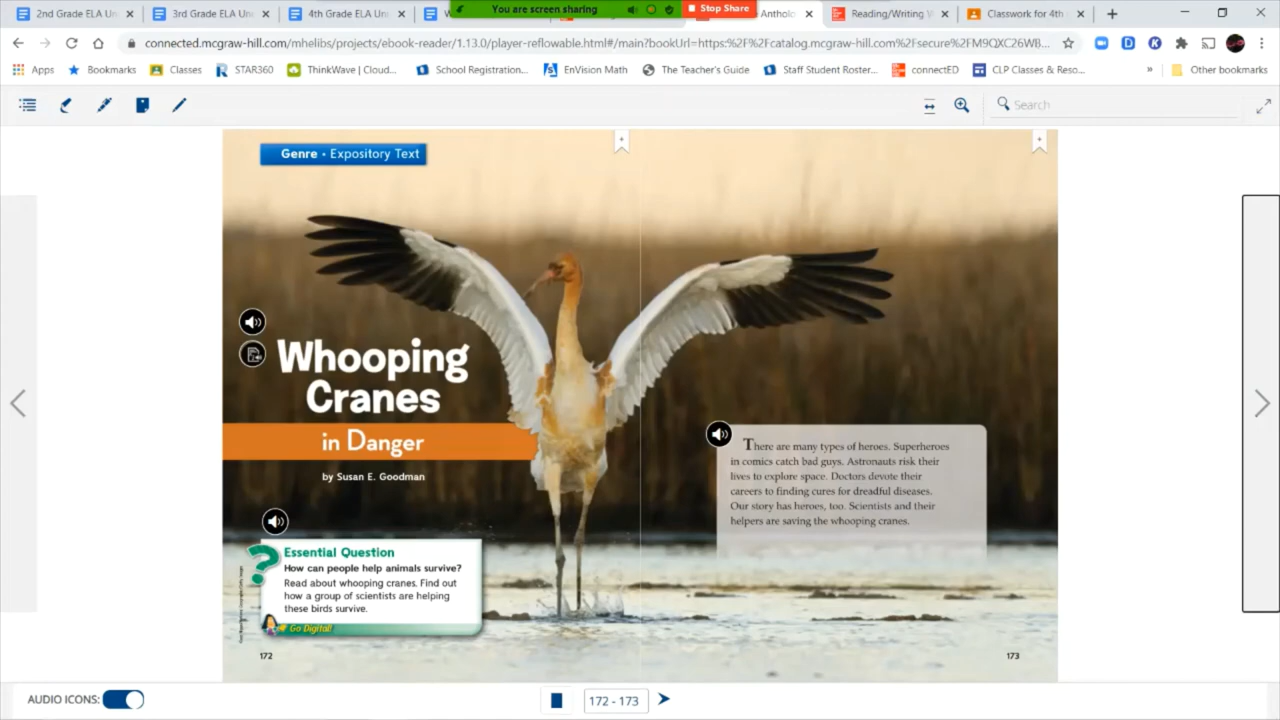 2nd Grade ELA Un
3rd Grade ELA Uni
4th Grade ELA Uni
You are screen sharing
Stop Share
Antholo
Reading/Writing V
Classwork for 4th
connected.mcgraw-hill.com/mhelibs/projects/ebook-reader/1.13.0/player-reflowable.html#/main?bookUrl=https:%2F%2Fcatalog.mcgraw-hill.com%2Fsecure%2FM9QXC26WB...
Apps
Bookmarks
Classes
STAR360
ThinkWave | Cloud...
School Registration...
EnVision Math
The Teacher's Guide
Staff Student Roster...
connectED
CLP Classes & Reso...
»
Other bookmarks
Search
Genre • Expository Text
Whooping
Cranes
in Danger
by Susan E. Goodman
There are many types of heroes. Superheroes
in comics catch bad guys. Astronauts risk their
lives to explore space. Doctors devote their
careers to finding cures for dreadful diseases.
Our story has heroes, too. Scientists and their
helpers are saving the whooping cranes.
Essential Question
How can people help animals survive?
Read about whooping cranes. Find out
how a group of scientists are helping
these birds survive.
Go Digital!
172
173
AUDIO ICONS:
172 - 173